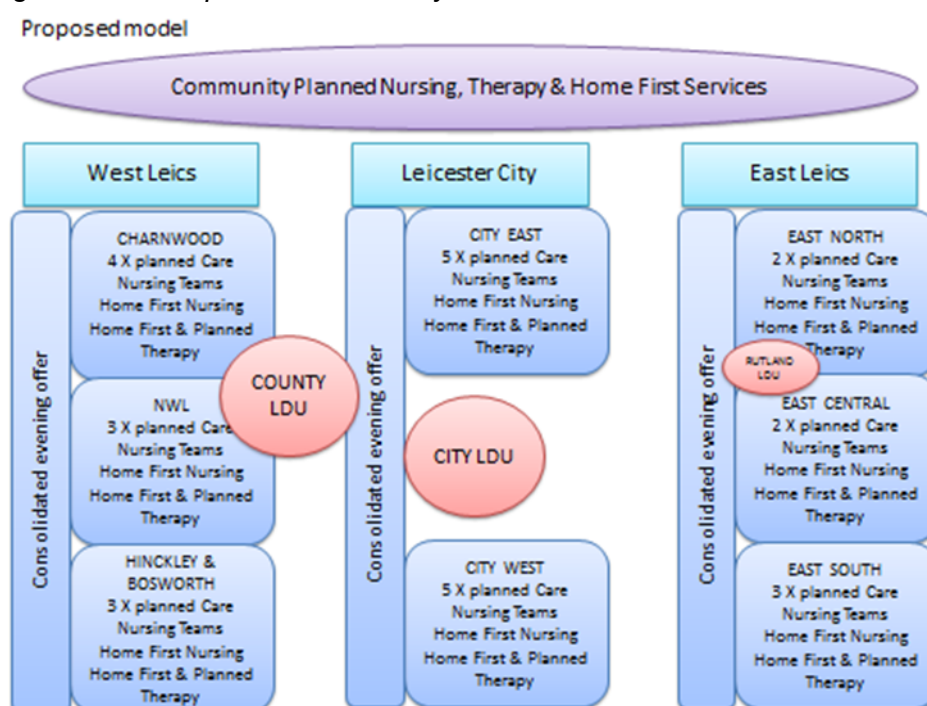 Proposed model
Community Planned Nursing, Therapy & Home First Services
West Leics
Consolidated evening offer
CHARNWOOD
4 X planned Care
Nursing Teams
Home First Nursing
Home First & Planned
Therapy
NWL
3 X planned Care
Nursing Teams
Home First Nursing
Home First & Planned
Therapy
HINCKLEY &
BOSWORTH
3 X planned Care
Nursing Teams
Home First Nursing
Home First & Planned
Therapy
COUNTY
LDU
Leicester City
Consolidated evening offer
CITY EAST
5 X planned Care
Nursing Teams
Home First Nursing
Home First & Planned
Therapy
CITY LDU
CITY WEST
5 X planned Care
Nursing Teams
Home First Nursing
Home First & Planned
Therapy
East Leics
Consolidated evening offer
EAST NORTH
2 X planned Care
Nursing Teams
Home First Nursing
Home First & Planned
Therapy
RUTLAND
LDU
EAST CENTRAL
2 X planned Care
Nursing Teams
Home First Nursing
Home First & Planned
Therapy
EAST SOUTH
3 X planned Care
Nursing Teams
Home First Nursing
Home First & Planned
Therapy